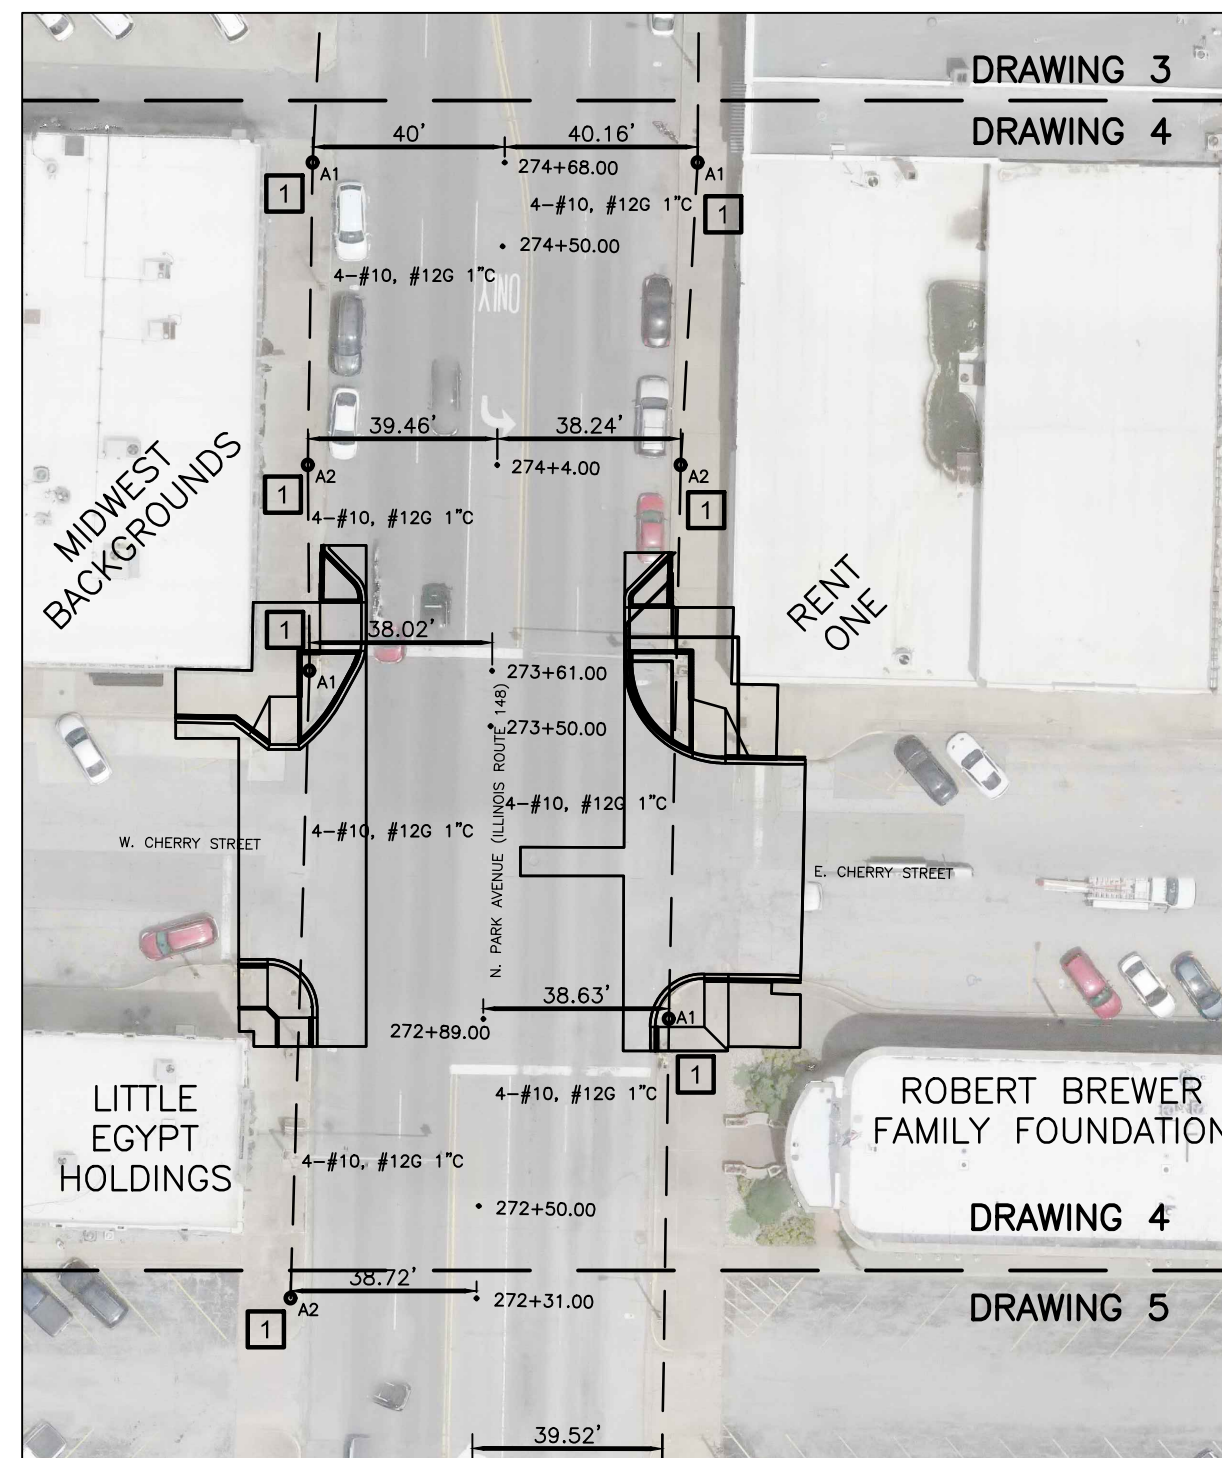 DRAWING 3
DRAWING 4
40'
40.16'
A1
274+68.00
A1
1
1
4-#10, #12G 1"C
274+50.00
4-#10, #12G 1"C
ONLY
39.46'
38.24'
A2
274+4.00
A2
1
1
4-#10, #12G 1"C
MIDWEST
BACKGROUNDS
RENT
ONE
1
38.02'
A1
273+61.00
273+50.00
N. PARK AVENUE (ILLINOIS ROUTE 148)
4-#10, #12G 1"C
4-#10, #12G 1"C
W. CHERRY STREET
E. CHERRY STREET
38.63'
272+89.00
A1
1
4-#10, #12G 1"C
LITTLE
EGYPT
HOLDINGS
ROBERT BREWER
FAMILY FOUNDATION
4-#10, #12G 1"C
272+50.00
DRAWING 4
38.72'
A2
272+31.00
DRAWING 5
1
39.52'